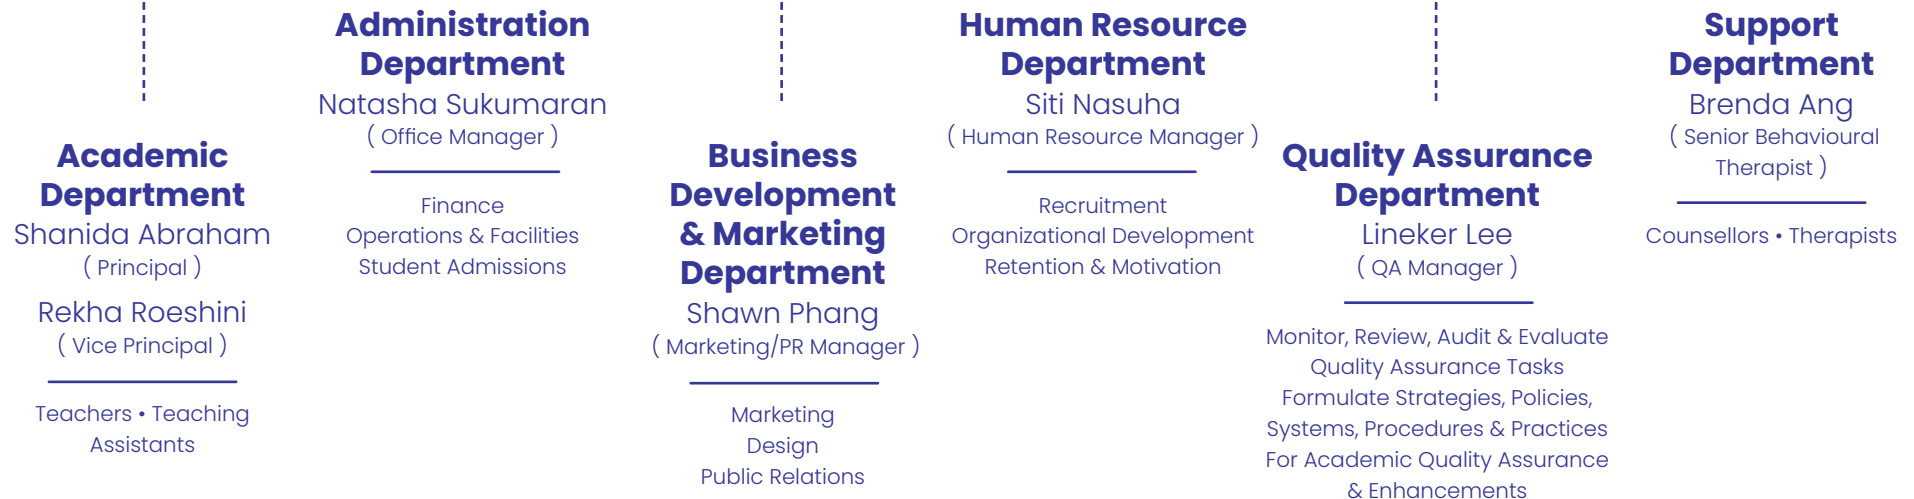 Academic
Department
Shanida Abraham
( Principal )
Rekha Roeshini
( Vice Principal )
Teachers • Teaching
Assistants
Administration
Department
Natasha Sukumaran
( Office Manager )
Finance
Operations & Facilities
Student Admissions
Business
Development
& Marketing
Department
Shawn Phang
( Marketing/PR Manager )
Marketing
Design
Public Relations
Human Resource
Department
Siti Nasuha
( Human Resource Manager )
Recruitment
Organizational Development
Retention & Motivation
Quality Assurance
Department
Lineker Lee
( QA Manager )
Monitor, Review, Audit & Evaluate
Quality Assurance Tasks
Formulate Strategies, Policies,
Systems, Procedures & Practices
For Academic Quality Assurance
& Enhancements
Support
Department
Brenda Ang
( Senior Behavioural
Therapist )
Counsellors • Therapists